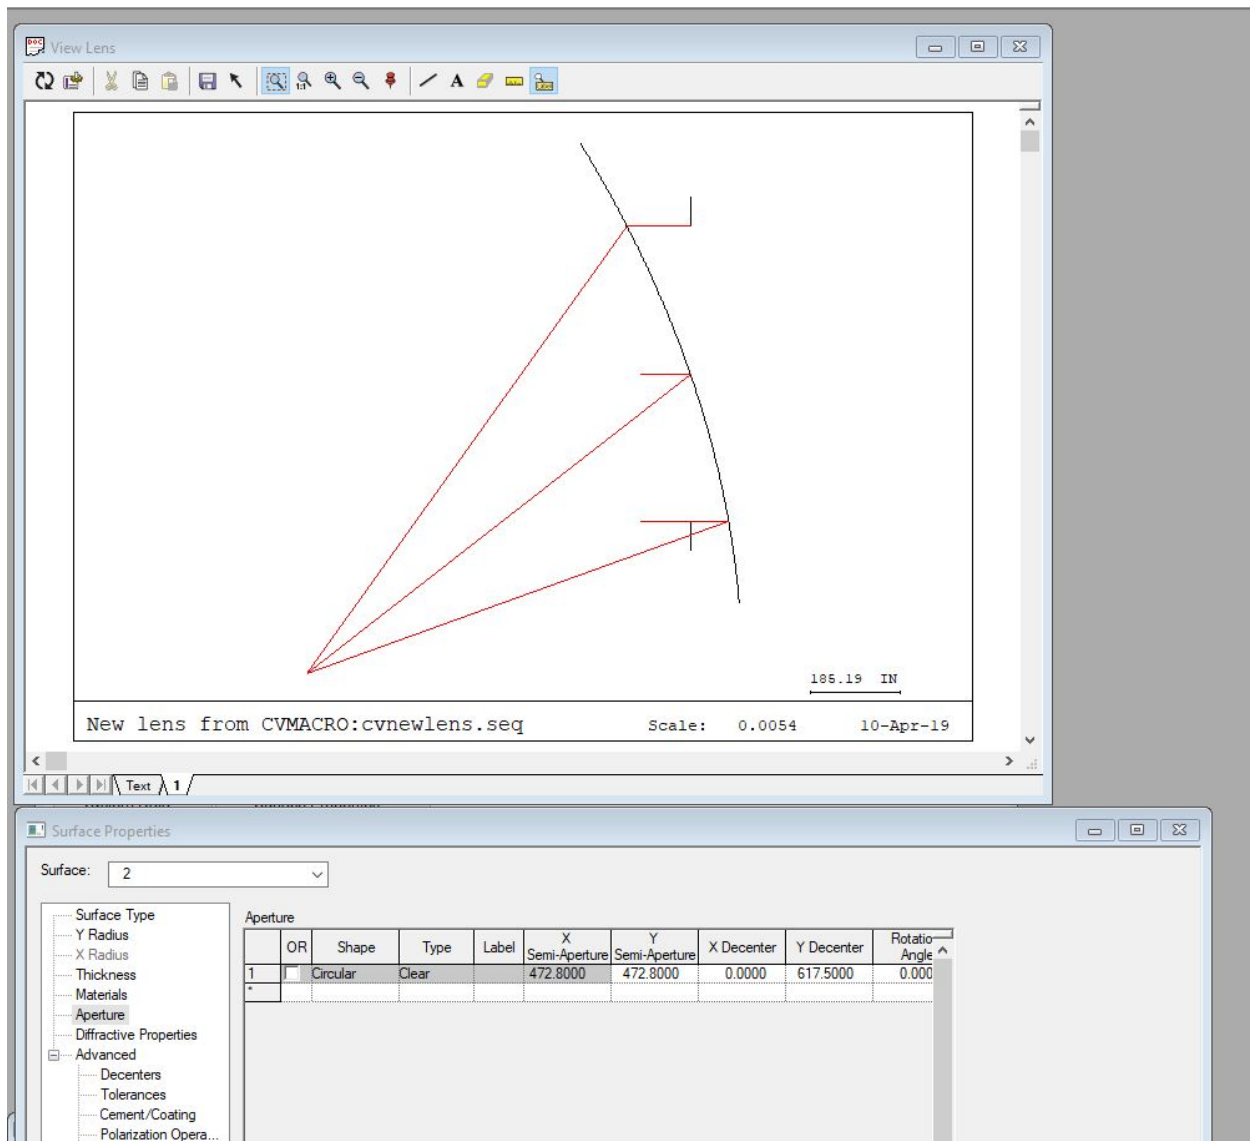 View Lens
1:1
A
185.19 IN
New lens from CVMACRO:cvnewlens.seq Scale: 0.0054 10-Apr-19
Text 1
Surface Properties
Surface: 2
Surface Type
Y Radius
X Radius
Thickness
Materials
Aperture
Diffractive Properties
Advanced
Decenters
Tolerances
Cement/Coating
Polarization Opera...
Aperture
OR Shape Type Label X Semi-Aperture Y Semi-Aperture X Decenter Y Decenter Rotatio Angle
1 Circular Clear 472.8000 472.8000 0.0000 617.5000 0.000
*